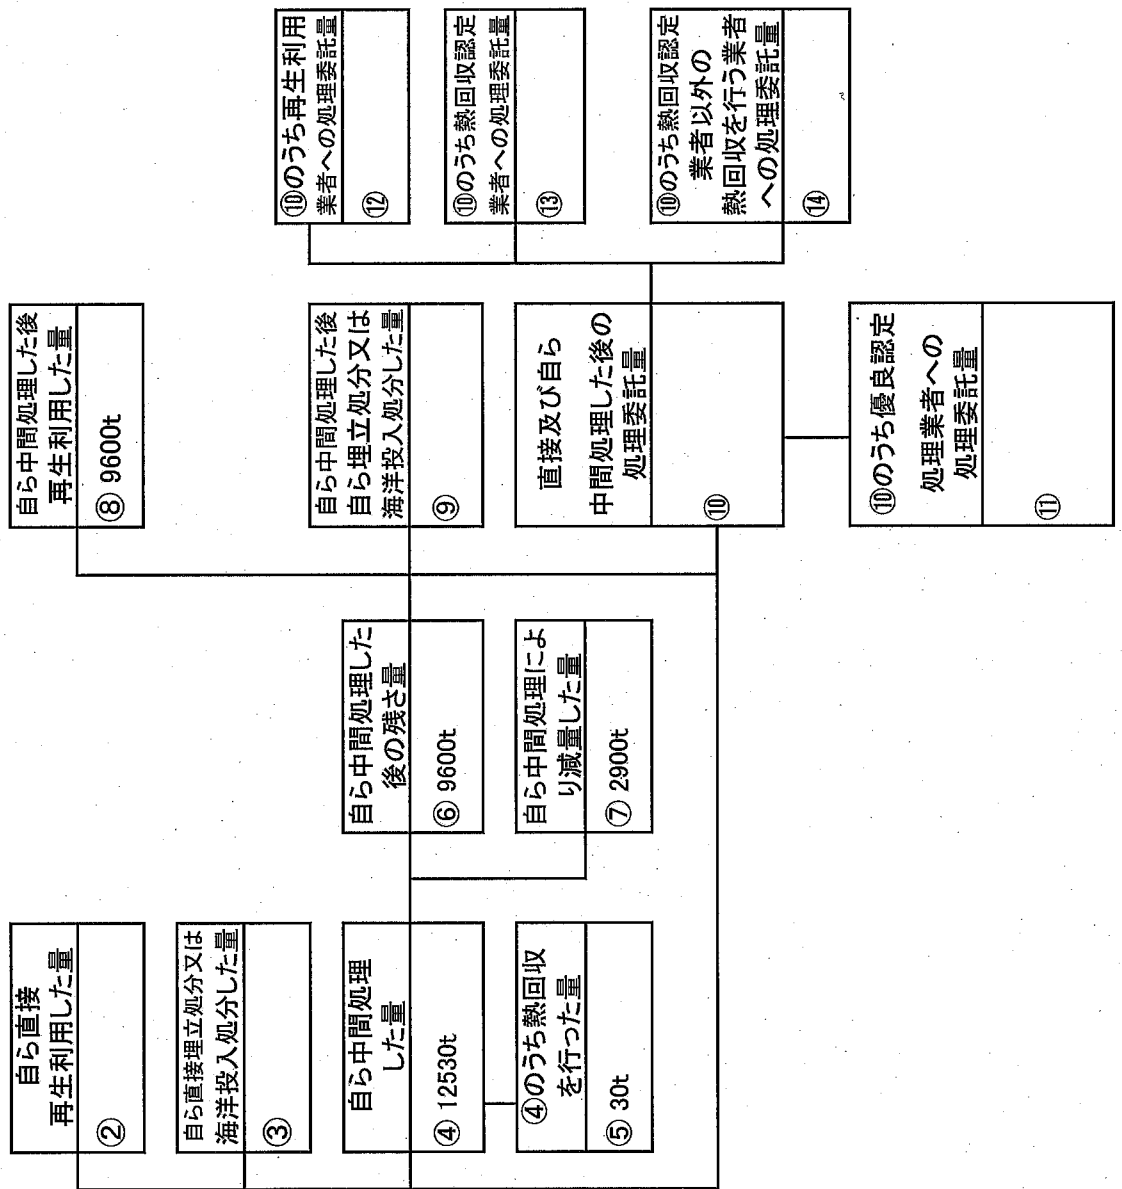 自ら直接
再生利用した量
②
自ら直接埋立処分又は
海洋投入処分した量
③
自ら中間処理
した量
④ 12530t
④のうち熱回収
を行った量
⑤ 30t
自ら中間処理した
後の残さ量
⑥ 9600t
自ら中間処理によ
り減量した量
⑦ 2900t
自ら中間処理した後
再生利用した量
⑧ 9600t
自ら中間処理した後
自ら埋立処分又は
海洋投入処分した量
⑨
直接及び自ら
中間処理した後の
処理委託量
⑩
⑩のうち優良認定
処理業者への
処理委託量
⑪
⑩のうち再生利用
業者への処理委託量
⑫
⑩のうち熱回収認定
業者への処理委託量
⑬
⑩のうち熱回収認定
業者以外の
熱回収を行う業者
への処理委託量
⑭